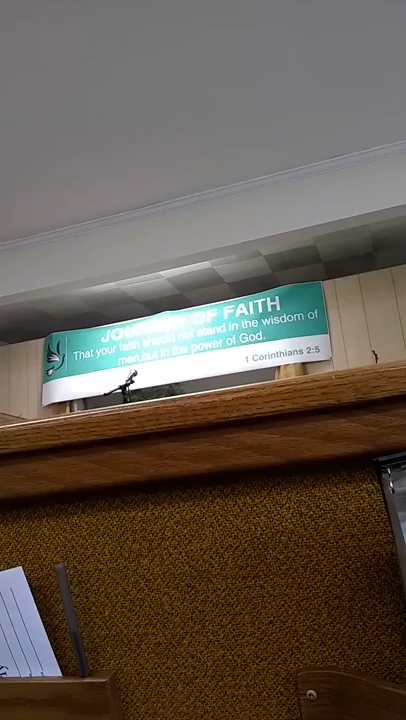 JOURNEY OF FAITH
That your faith should not stand in the wisdom of
men,but in the power of God.
1 Corinthians 2:5